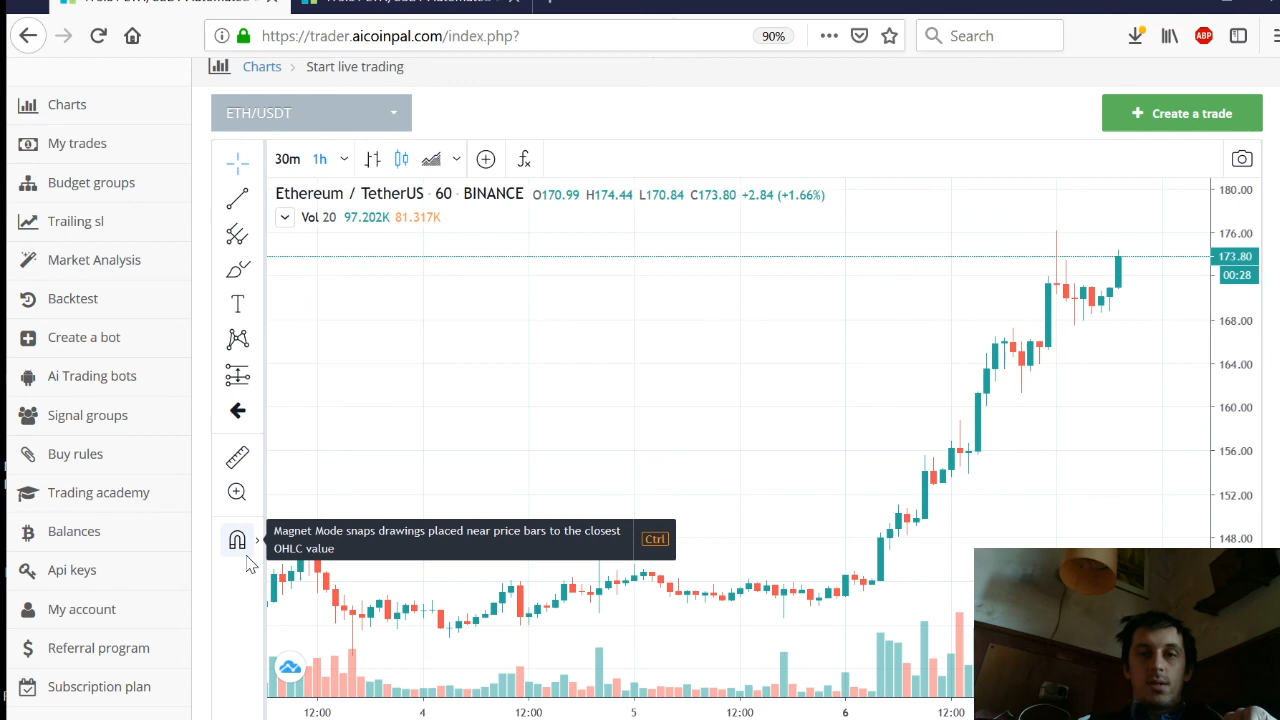 https://trader.aicoinpal.com/index.php?
90%
Search
ABP
Charts
Start live trading
Charts
My trades
Budget groups
Trailing sl
Market Analysis
Backtest
Create a bot
Ai Trading bots
Signal groups
Buy rules
Trading academy
Balances
Api keys
My account
Referral program
Subscription plan
ETH/USDT
+ Create a trade
30m 1h
Ethereum / TetherUS · 60 · BINANCE O170.99 H174.44 L170.84 C173.80 +2.84 (+1.66%)
Vol 20 97.202K 81.317K
180.00
176.00
173.80
00:28
168.00
164.00
160.00
156.00
152.00
148.00
Magnet Mode snaps drawings placed near price bars to the closest
OHLC value
Ctrl
12:00 4 12:00 5 12:00 6 12:00